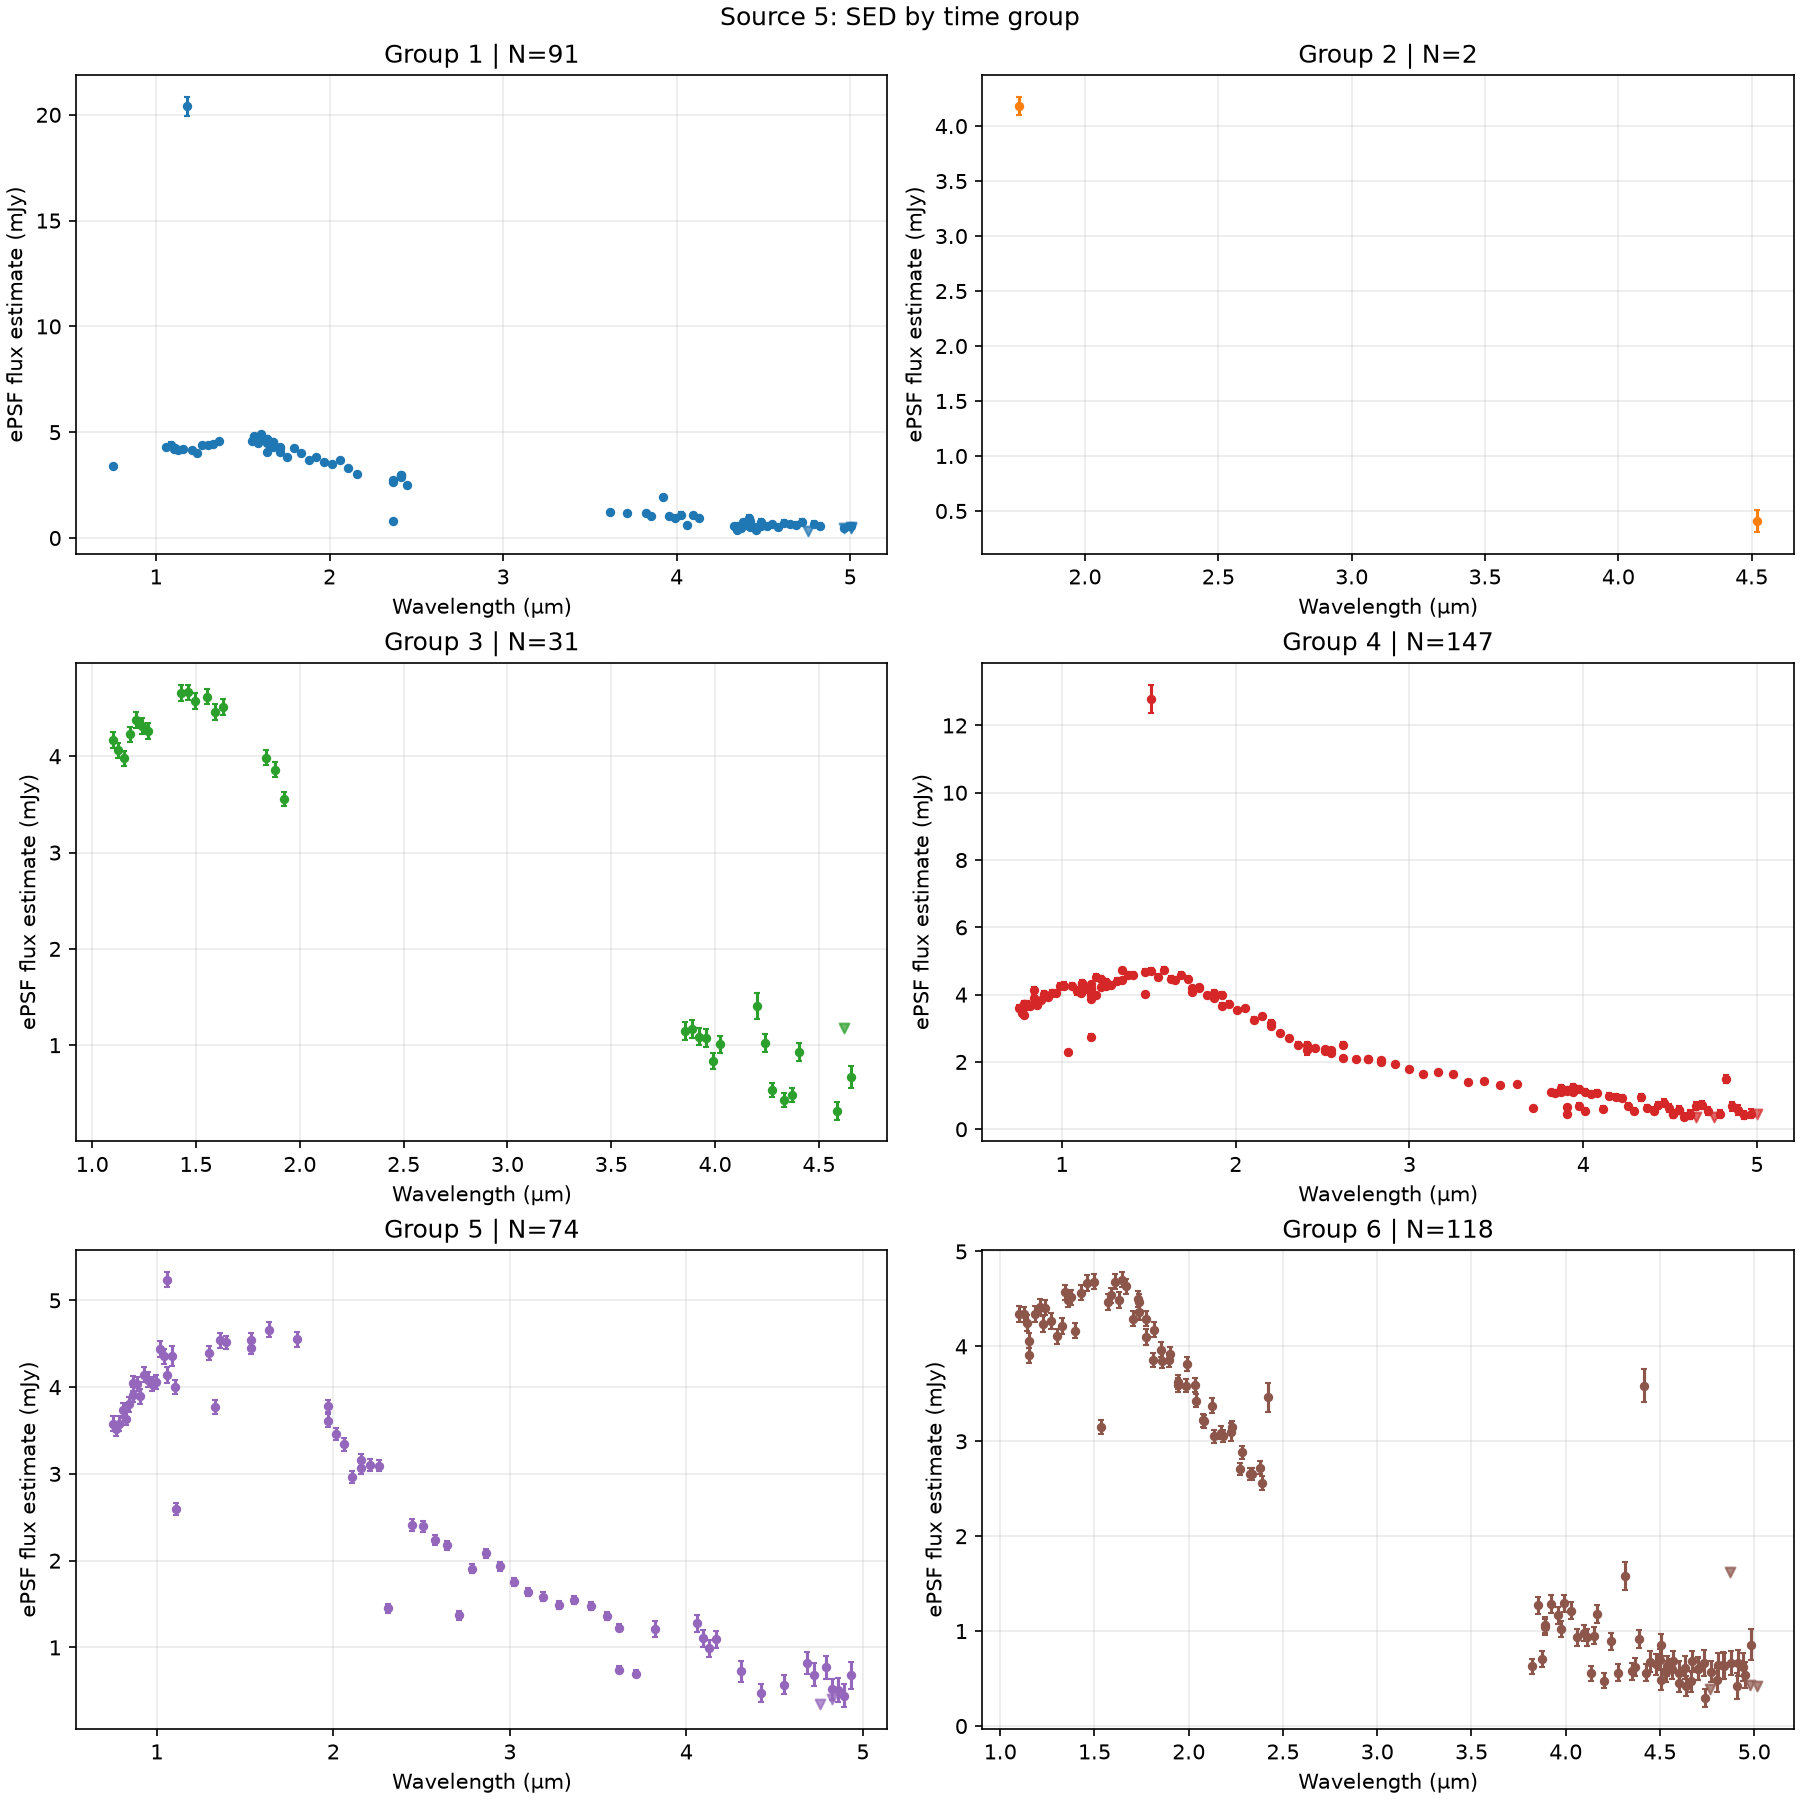 Source 5: SED by time group
Group 1 | N=91
ePSF flux estimate (mJy)
20
15
10
5
0
1 2 3 4 5
Wavelength (μm)
Group 2 | N=2
ePSF flux estimate (mJy)
4.0
3.5
3.0
2.5
2.0
1.5
1.0
0.5
2.0 2.5 3.0 3.5 4.0 4.5
Wavelength (μm)
Group 3 | N=31
ePSF flux estimate (mJy)
4
3
2
1
1.0 1.5 2.0 2.5 3.0 3.5 4.0 4.5
Wavelength (μm)
Group 4 | N=147
ePSF flux estimate (mJy)
12
10
8
6
4
2
0
1 2 3 4 5
Wavelength (μm)
Group 5 | N=74
ePSF flux estimate (mJy)
5
4
3
2
1
1 2 3 4 5
Wavelength (μm)
Group 6 | N=118
ePSF flux estimate (mJy)
5
4
3
2
1
0
1.0 1.5 2.0 2.5 3.0 3.5 4.0 4.5 5.0
Wavelength (μm)